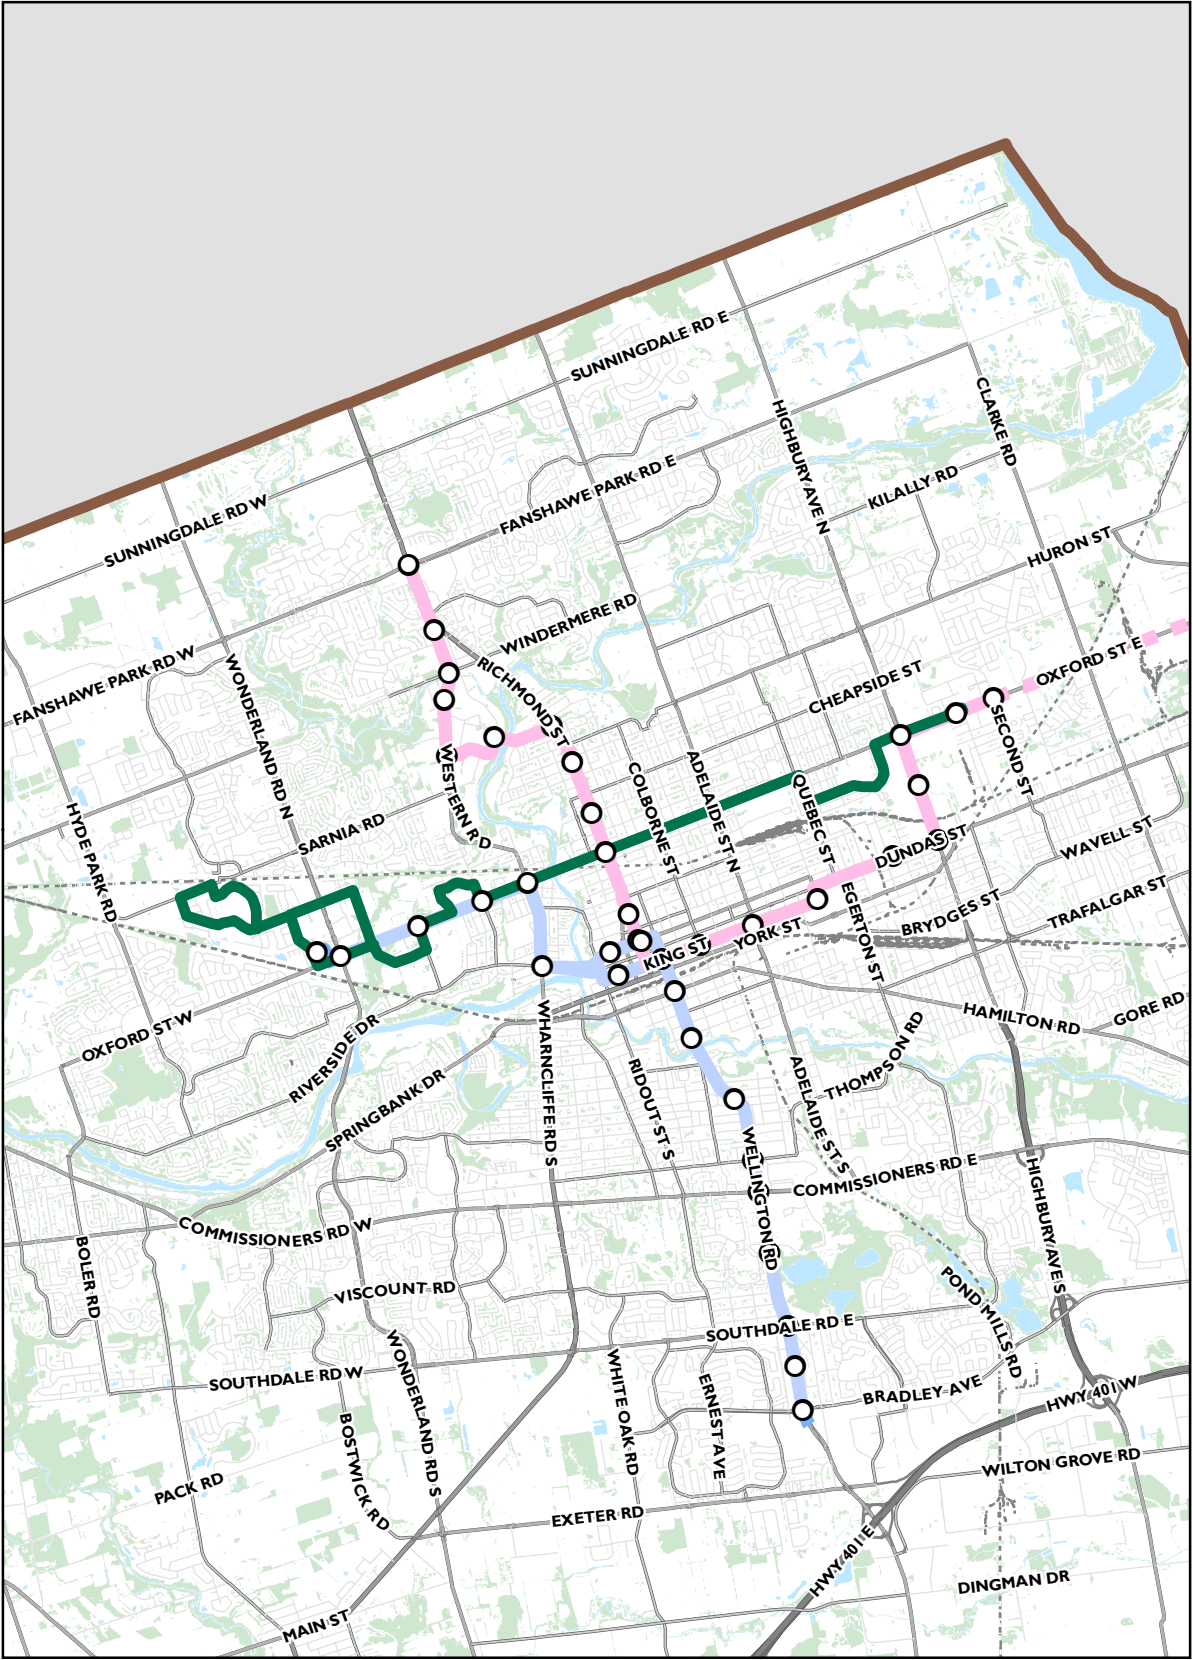 SUNNINGDALE RD E
HIGHBURY AVE N
CLARKE RD
FANSHAWE PARK RD E
KILALLY RD
SUNNINGDALE RD W
HURON ST
WINDERMERE RD
FANSHAWE PARK RD W
WONDERLAND RD N
RICHMOND ST
OXFORD ST E
CHEAPSIDE ST
SECOND ST
WESTERN RD
COLBORNE ST
ADELAIDE ST N
QUEBEC ST
HYDE PARK RD
SARNIA RD
DUNDAS ST
WAVELL ST
EGERTON ST
BRYDGES ST
TRAFALGAR ST
KING ST
YORK ST
OXFORD ST W
RIVERSIDE DR
WHARNCLIFFE RD S
HAMILTON RD
GORE RD
THOMPSON RD
SPRINGBANK DR
RIDOUT ST S
ADELAIDE ST S
WELLINGTON RD
COMMISSIONERS RD E
HIGHBURY AVE S
COMMISSIONERS RD W
BOLER RD
VISCOUNT RD
POND MILLS RD
SOUTHDALE RD E
WONDERLAND RD S
WHITE OAK RD
ERNEST AVE
SOUTHDALE RD W
BRADLEY AVE
HWY 401 W
BOSTWICK RD
PACK RD
WILTON GROVE RD
EXETER RD
HWY 401 E
DINGMAN DR
MAIN ST